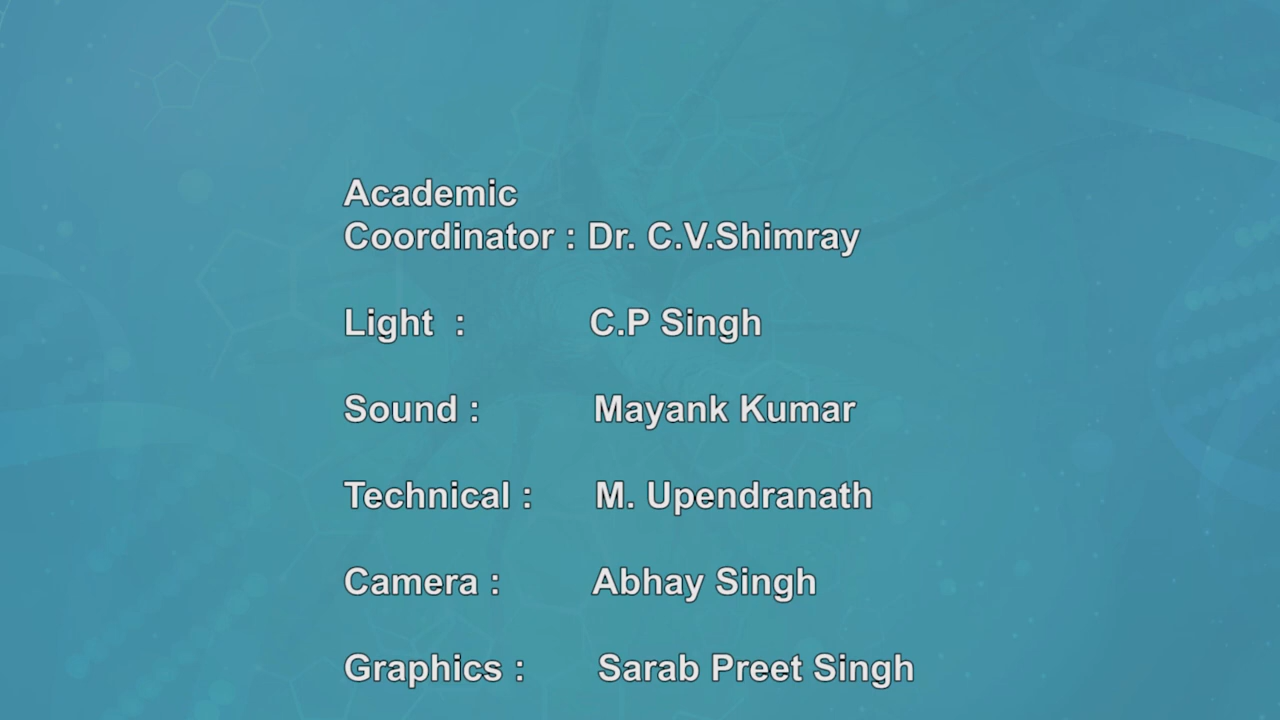 Academic
Coordinator : Dr. C.V.Shimray
Light : C.P Singh
Sound : Mayank Kumar
Technical : M. Upendranath
Camera : Abhay Singh
Graphics : Sarab Preet Singh